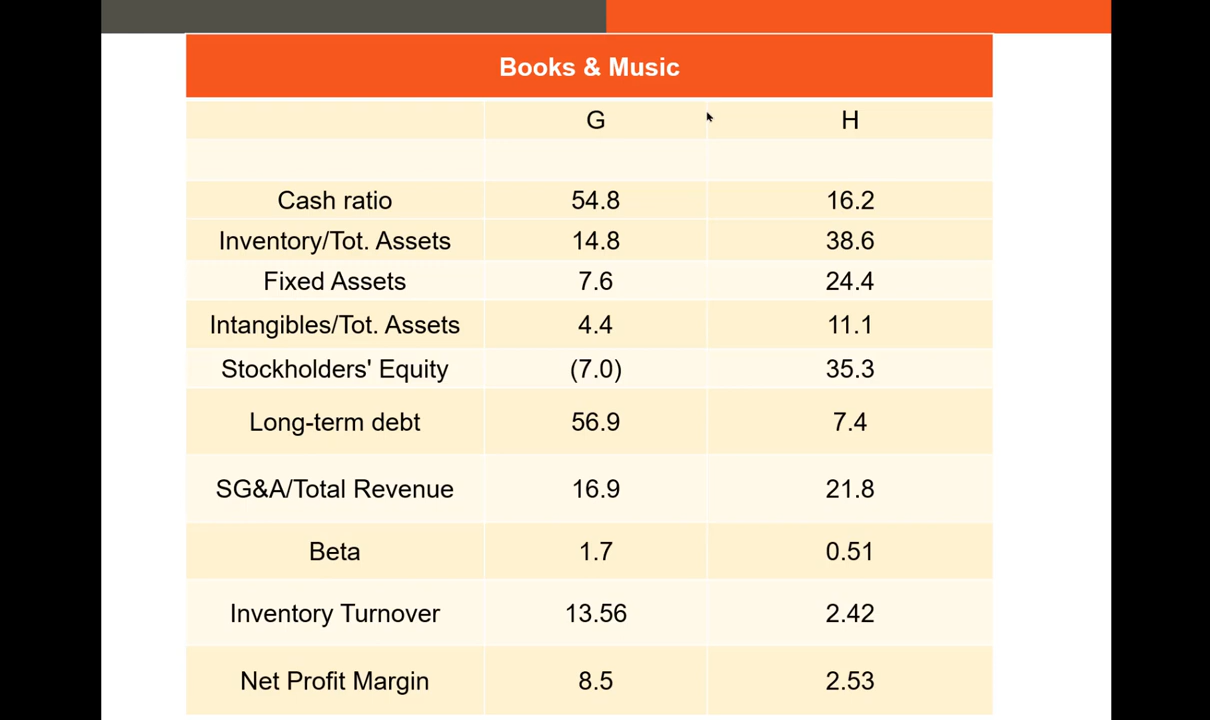 Books & Music
G H
Cash ratio 54.8 16.2
Inventory/Tot. Assets 14.8 38.6
Fixed Assets 7.6 24.4
Intangibles/Tot. Assets 4.4 11.1
Stockholders' Equity (7.0) 35.3
Long-term debt 56.9 7.4
SG&A/Total Revenue 16.9 21.8
Beta 1.7 0.51
Inventory Turnover 13.56 2.42
Net Profit Margin 8.5 2.53